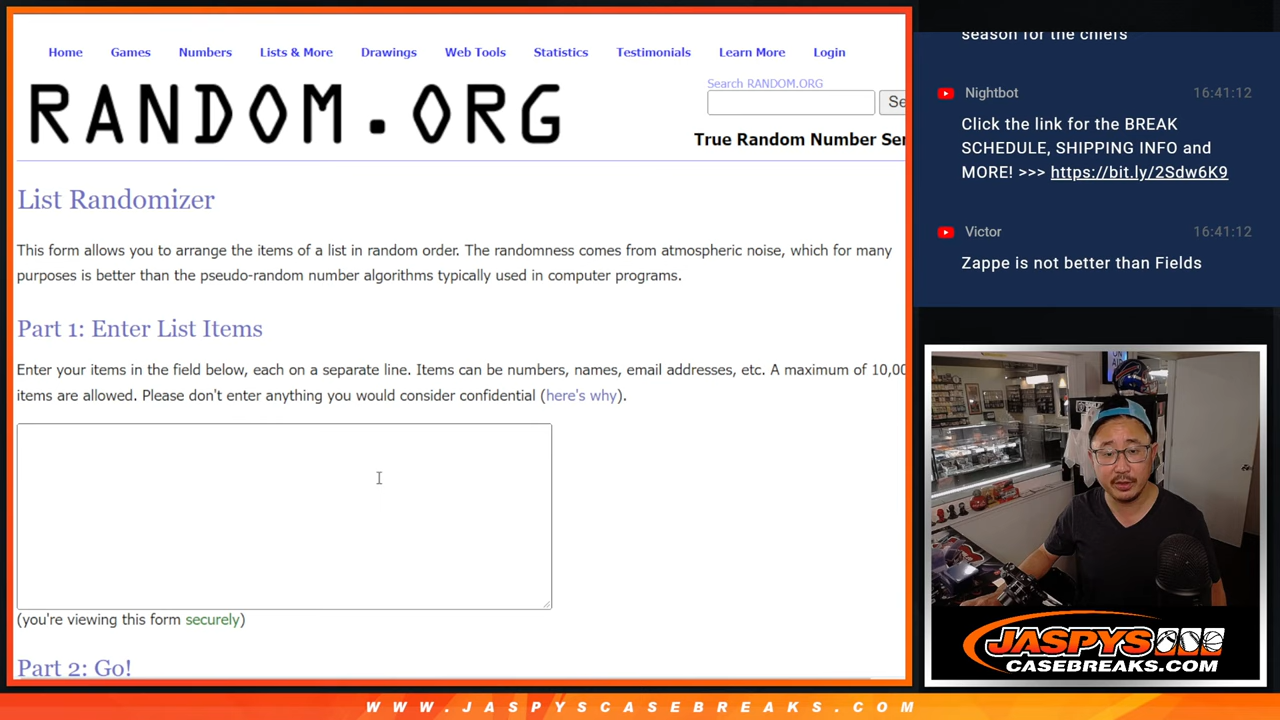 Home Games Numbers Lists & More Drawings Web Tools Statistics Testimonials Learn More Login
RANDOM.ORG
Search RANDOM.ORG
Se
True Random Number Ser
List Randomizer
This form allows you to arrange the items of a list in random order. The randomness comes from atmospheric noise, which for many
purposes is better than the pseudo-random number algorithms typically used in computer programs.
Part 1: Enter List Items
Enter your items in the field below, each on a separate line. Items can be numbers, names, email addresses, etc. A maximum of 10,00
items are allowed. Please don't enter anything you would consider confidential (here's why).
(you're viewing this form securely)
Part 2: Go!
season for the chiefs
Nightbot 16:41:12
Click the link for the BREAK
SCHEDULE, SHIPPING INFO and
MORE! >>> https://bit.ly/2Sdw6K9
Victor 16:41:12
Zappe is not better than Fields
JASPYS
CASEBREAKS.COM
WWW.JASPYSCASEBREAKS.COM